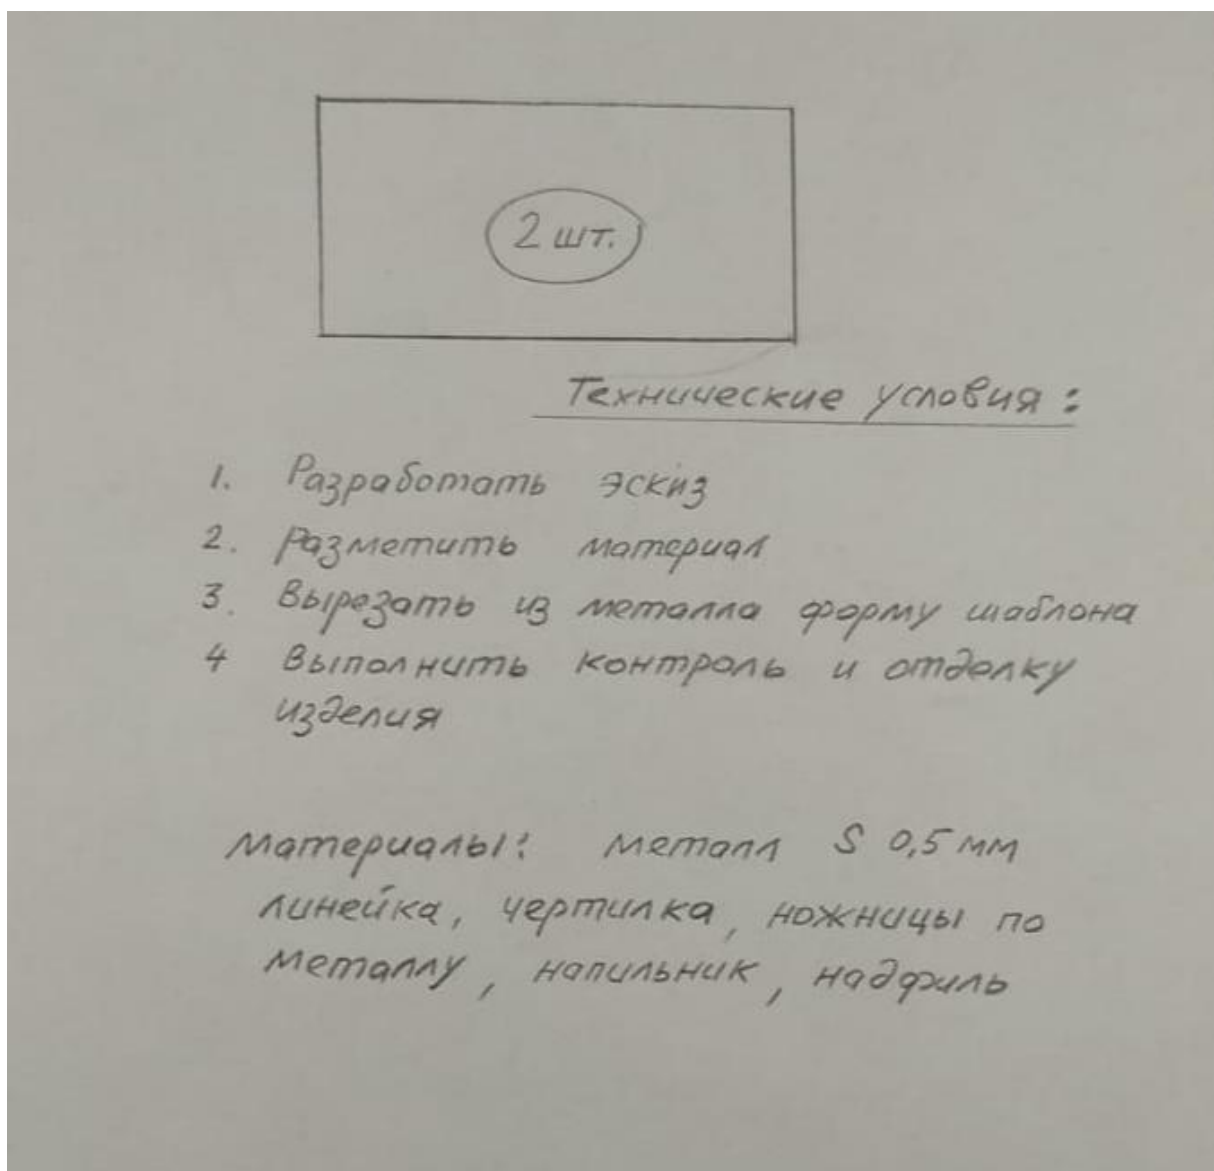 2 шт.
Технические условия:
1. Разработать эскиз
2. Разметить материал
3. Вырезать из металла форму шаблона
4 Выполнить контроль и отделку
изделия
Материалы: металл S 0,5 мм
линейка, чертилка, ножницы по
металлу, напильник, надфиль